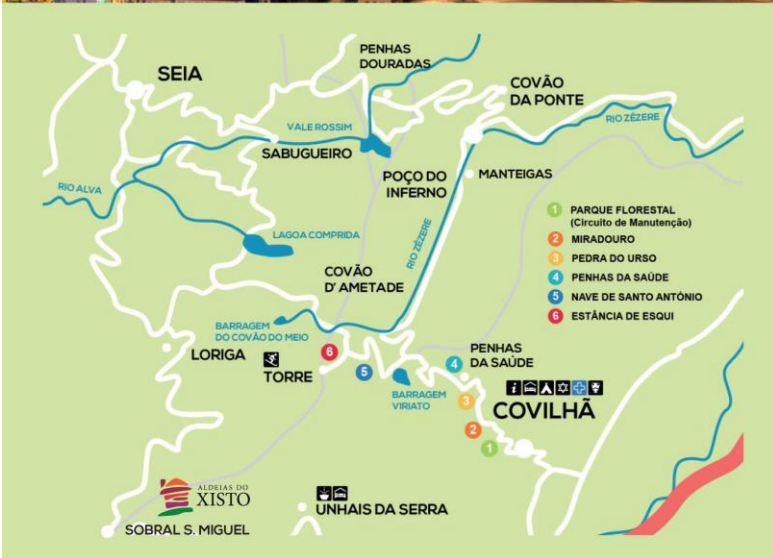 PENHAS
DOURADAS
SEIA
COVÃO
DA PONTE
RIO ZÊZERE
VALE ROSSIM
SABUGUEIRO
POÇO DO
INFERNO
MANTEIGAS
RIO ALVA
LAGOA COMPRIDA
RIO ZÊZERE
1 PARQUE FLORESTAL
(Circuito de Manutenção)
2 MIRADOURO
3 PEDRA DO URSO
4 PENHAS DA SAÚDE
5 NAVE DE SANTO ANTÓNIO
6 ESTÂNCIA DE ESQUI
COVÃO
D' AMETADE
BARRAGEM
DO COVÃO DO MEIO
LORIGA
TORRE
6
5
4
PENHAS
DA SAÚDE
BARRAGEM
VIRIATO
3
i
COVILHÃ
2
1
ALDEIAS DO
XISTO
SOBRAL S. MIGUEL
UNHAIS DA SERRA